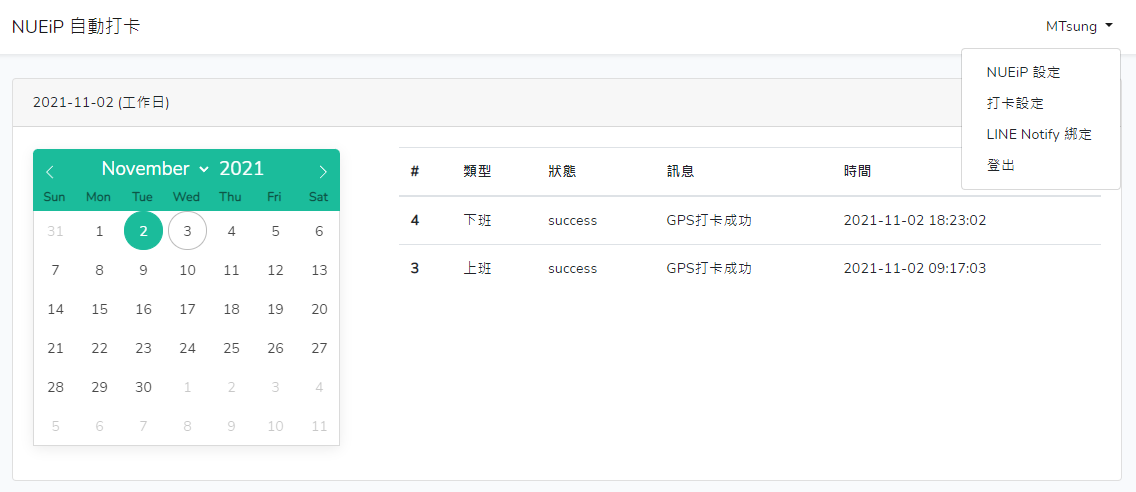 NUEiP 自動打卡
MTsung
NUEiP 設定
打卡設定
LINE Notify 綁定
登出
2021-11-02 (工作日)
November 2021
Sun Mon Tue Wed Thu Fri Sat
31 1 2 3 4 5 6
7 8 9 10 11 12 13
14 15 16 17 18 19 20
21 22 23 24 25 26 27
28 29 30 1 2 3 4
5 6 7 8 9 10 11
# 類型 狀態 訊息 時間
4 下班 success GPS打卡成功 2021-11-02 18:23:02
3 上班 success GPS打卡成功 2021-11-02 09:17:03